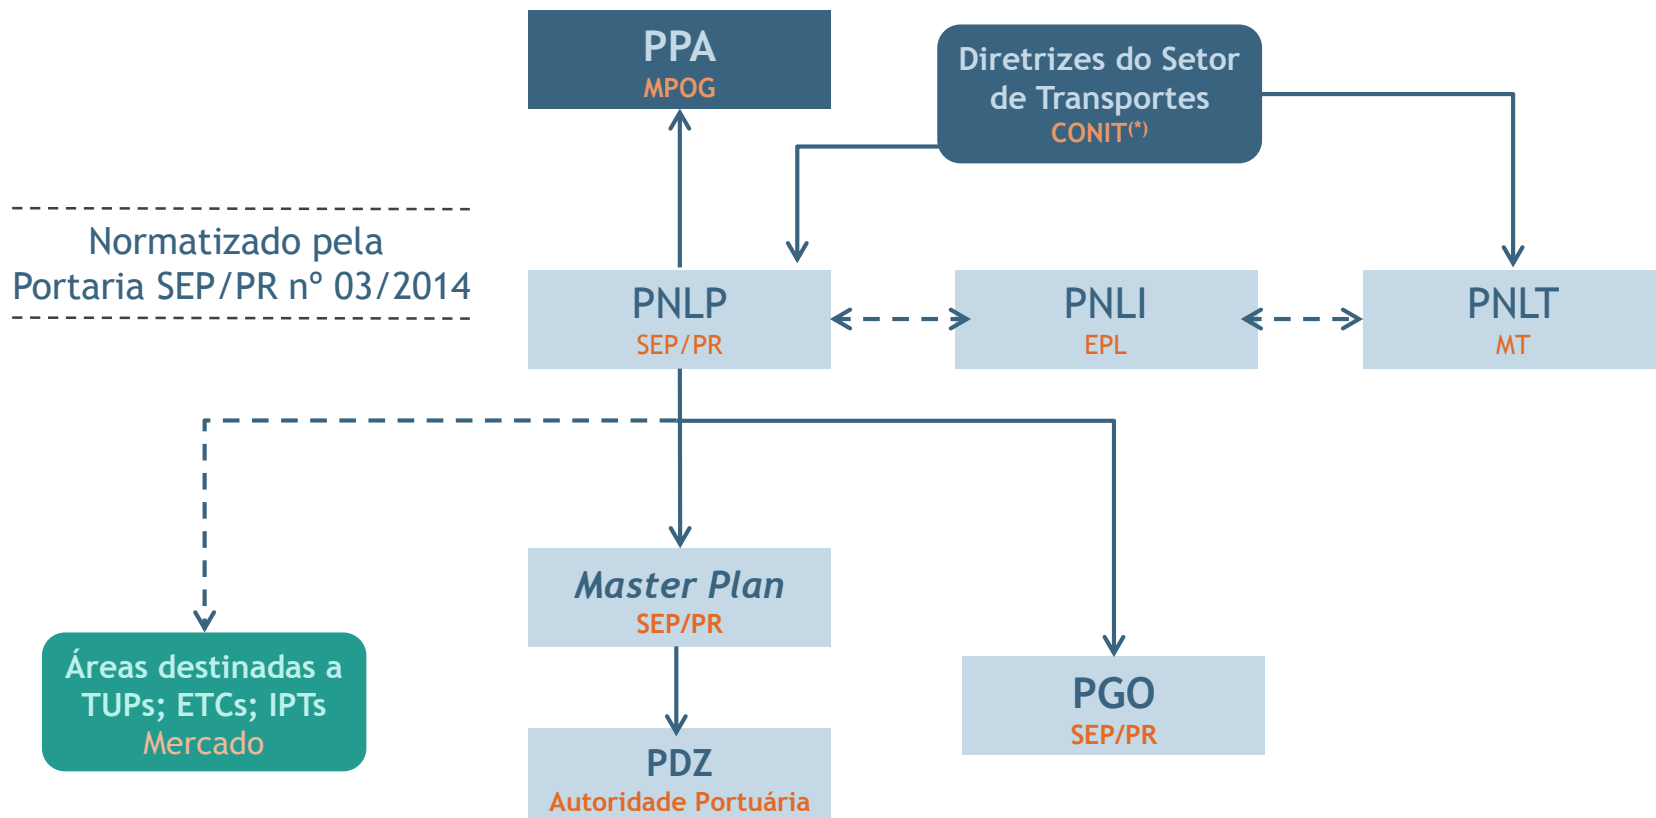 PPA
MPOG
Diretrizes do Setor
de Transportes
CONIT(*)
Normatizado pela
Portaria SEP/PR nº 03/2014
PNLP
SEP/PR
PNLI
EPL
PNLT
MT
Master Plan
SEP/PR
Áreas destinadas a
TUPs; ETCs; IPTs
Mercado
PGO
SEP/PR
PDZ
Autoridade Portuária